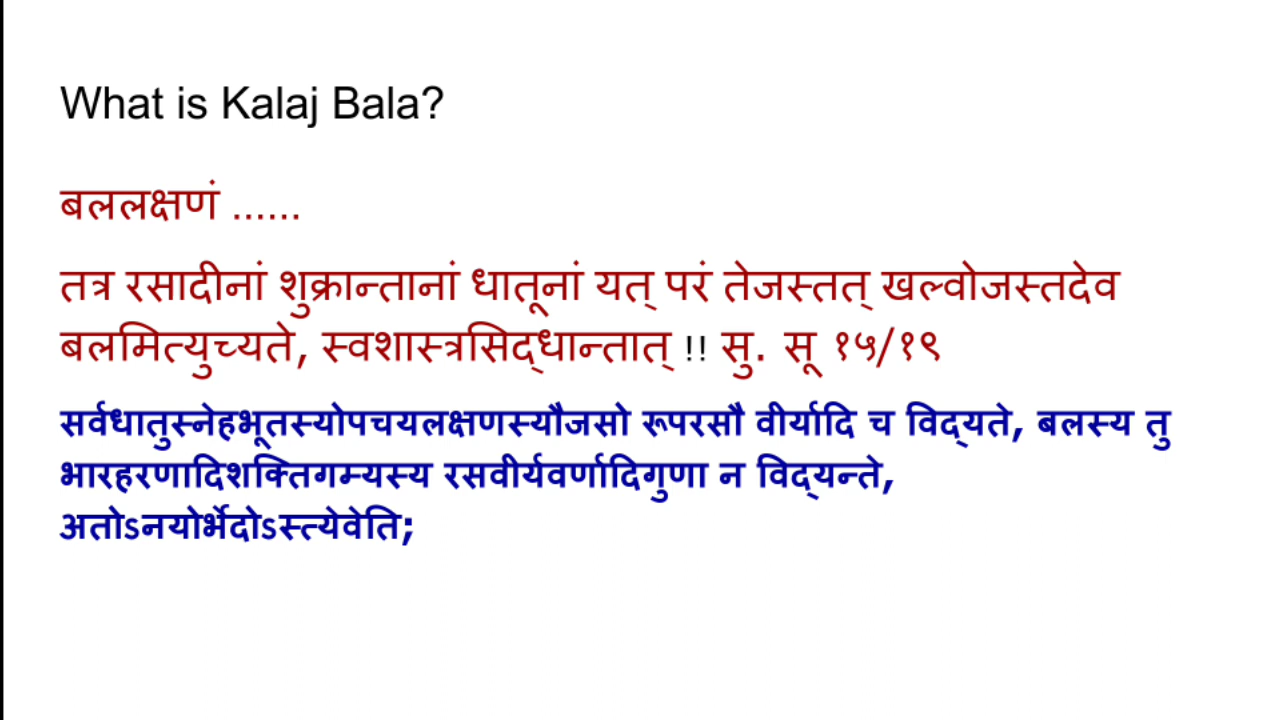 What is Kalaj Bala?
बललक्षणं ......
तत्र रसादीनां शुक्रान्तानां धातूनां यत् परं तेजस्तत् खल्वोजस्तदेव
बलमित्युच्यते, स्वशास्त्रसिद्धान्तात् !! सु. सू १५/१९
सर्वधातुस्नेहभूतस्योपचयलक्षणस्यौजसो रूपरसौ वीर्यादि च विद्यते, बलस्य तु
भारहरणादिशक्तिगम्यस्य रसवीर्यवर्णादिगुणा न विद्यन्ते,
अतोऽनयोर्भेदोऽस्त्येवेति;